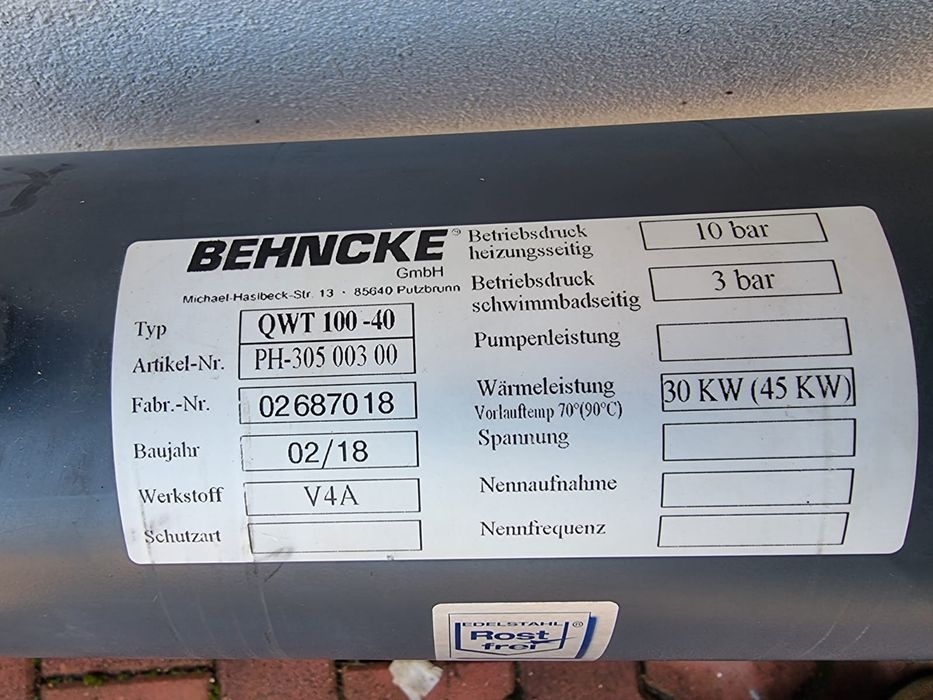 BEHNCKE®
GmbH
Michael-Haslbeck-Str. 13 · 85640 Putzbrunn
Typ QWT 100 -40
Artikel-Nr. PH-305 003 00
Fabr.-Nr. 02687018
Baujahr 02/18
Werkstoff V4A
Schutzart
Betriebsdruck
heizungsseitig 10 bar
Betriebsdruck
schwimmbadseitig 3 bar
Pumpenleistung
Wärmeleistung 30 KW (45 KW)
Vorlauftemp 70°(90°C)
Spannung
Nennaufnahme
Nennfrequenz
EDELSTAHL®
Rost
frei